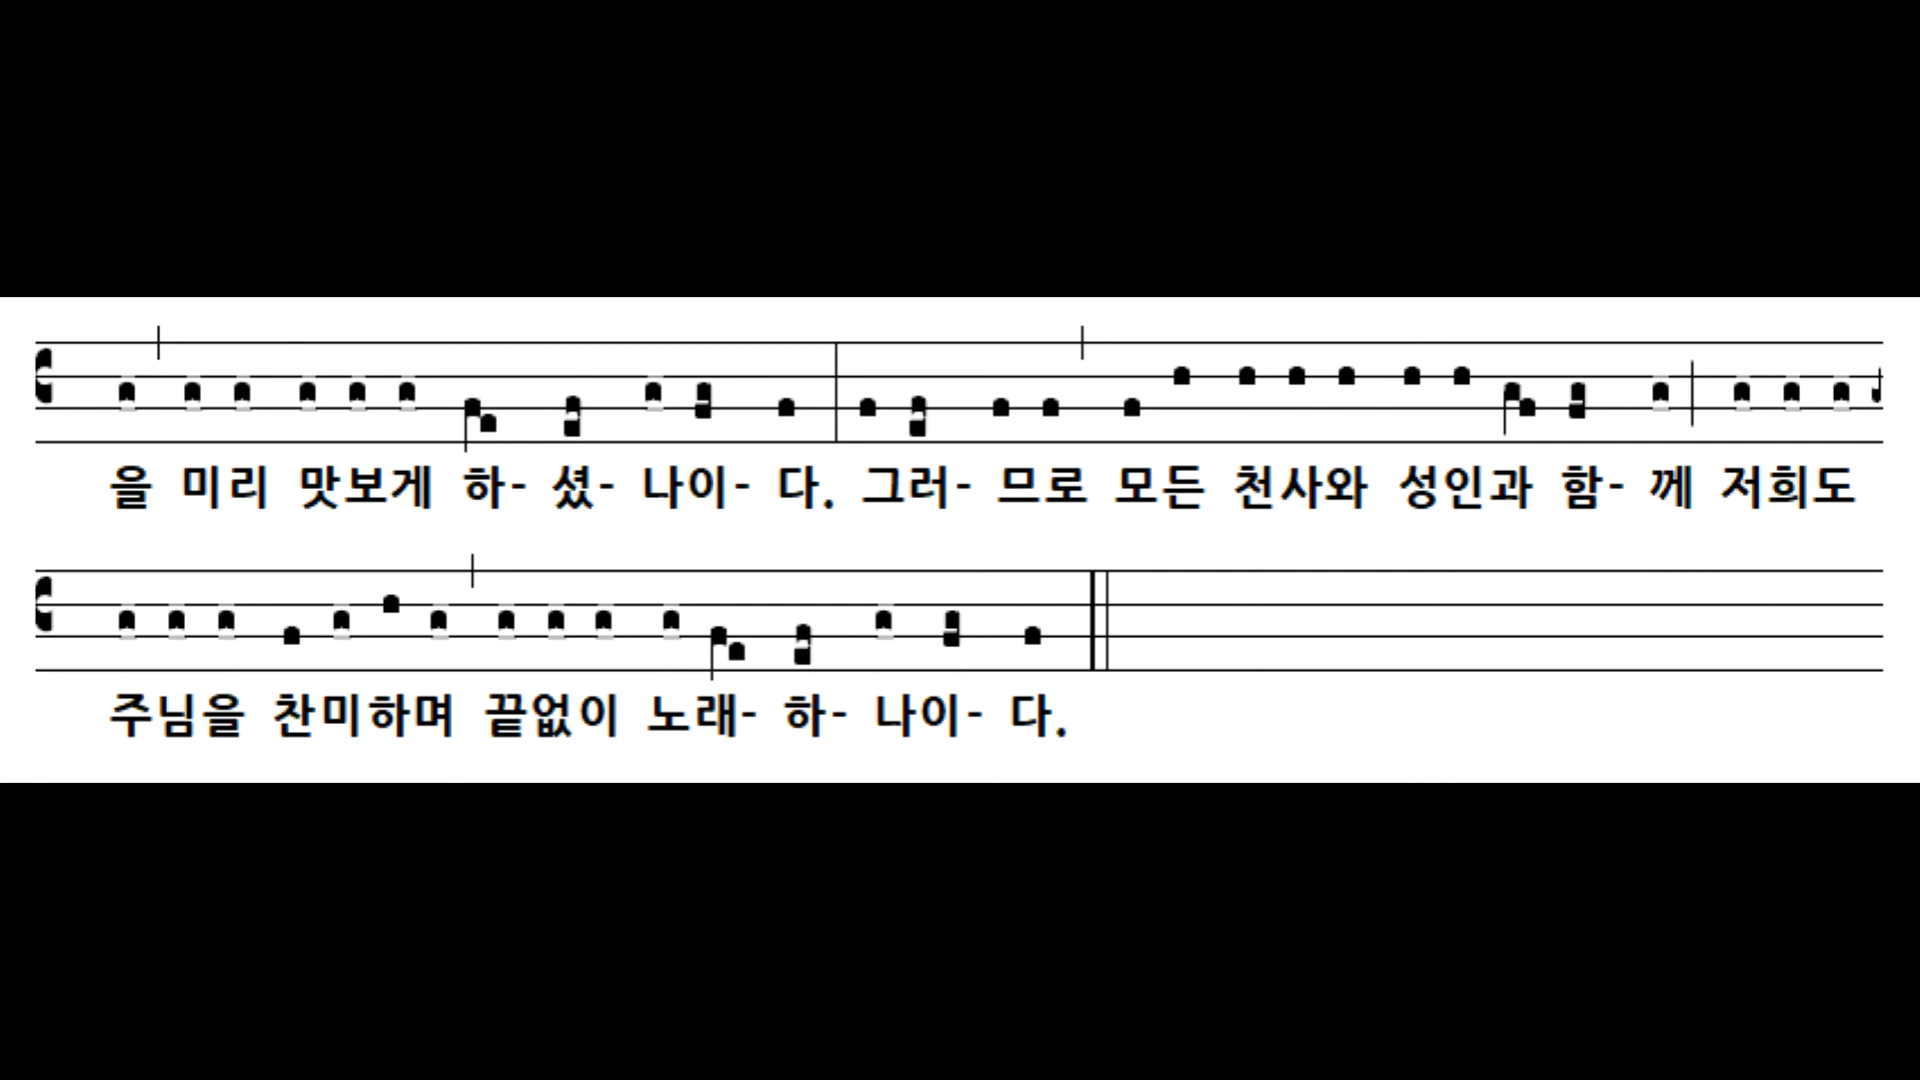 을 미리 맛보게 하- 셨- 나이- 다. 그러- 므로 모든 천사와 성인과 함- 께 저희도
주님을 찬미하며 끝없이 노래- 하- 나이- 다.